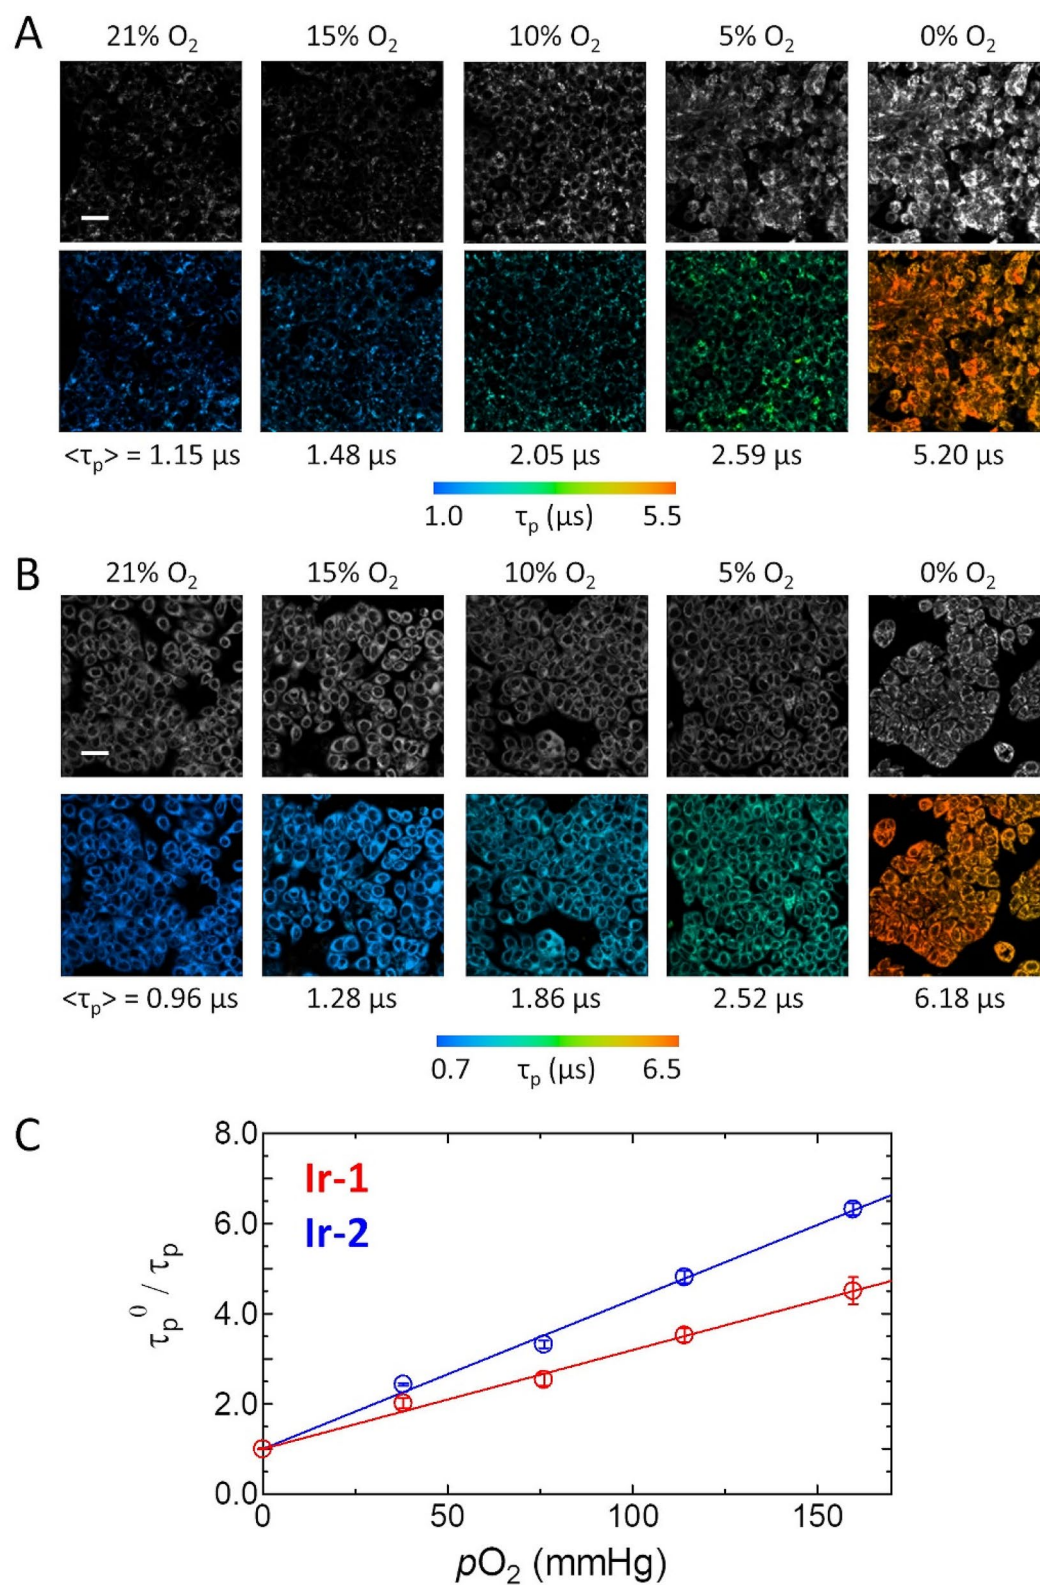 A
21% O₂ 15% O₂ 10% O₂ 5% O₂ 0% O₂
<τₚ> = 1.15 µs 1.48 µs 2.05 µs 2.59 µs 5.20 µs
1.0 τₚ (µs) 5.5
B
21% O₂ 15% O₂ 10% O₂ 5% O₂ 0% O₂
<τₚ> = 0.96 µs 1.28 µs 1.86 µs 2.52 µs 6.18 µs
0.7 τₚ (µs) 6.5
C
8.0
Ir-1
Ir-2
6.0
τₚ⁰ / τₚ
4.0
2.0
0.0
0 50 100 150
pO₂ (mmHg)